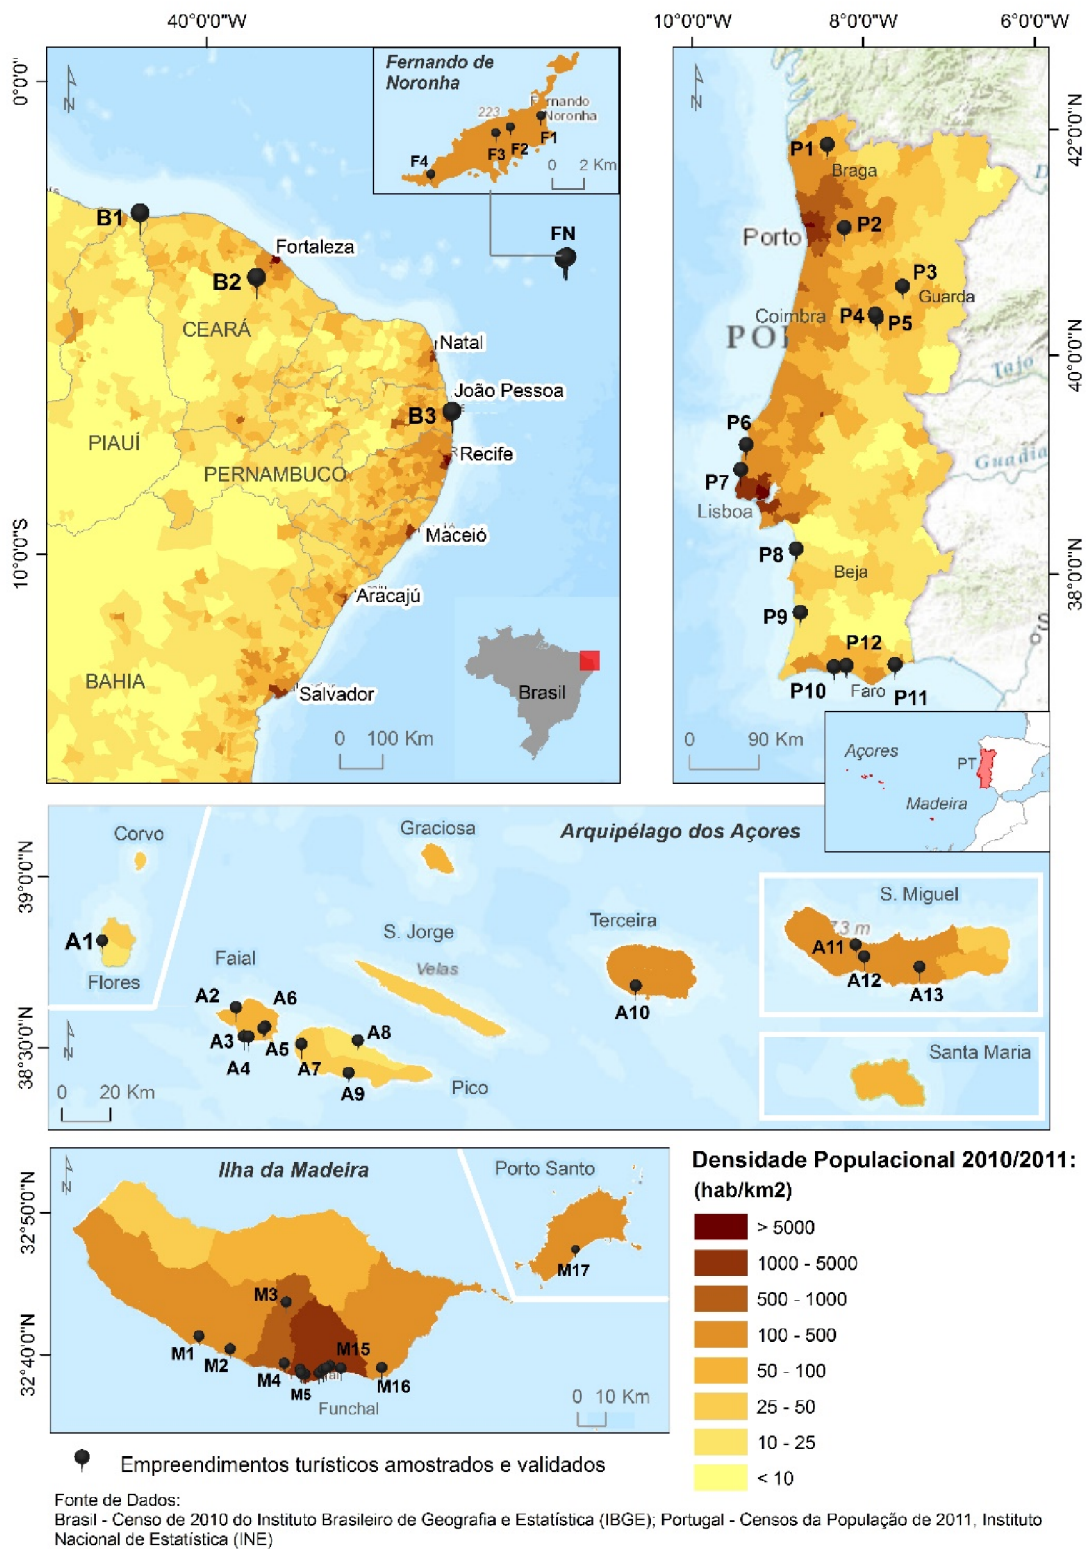 40°0'0"W
10°0'0"W
8°0'0"W
6°0'0"W
0°0'0"
10°0'0"S
N
Fernando de
Noronha
223
Fernando
Noronha
F1
F2
F3
F4
0 2 Km
FN
B1
B2
B3
Fortaleza
CEARÁ
Natal
João Pessoa
PIAUÍ
PERNAMBUCO
Recife
Maceió
Aracajú
BAHIA
Salvador
Brasil
0 100 Km
N
42°0'0"N
40°0'0"N
38°0'0"N
P1
Braga
Porto
P2
P3
Guarda
Coimbra
P4
P5
Tajo
P6
Guadia
P7
Lisboa
P8
Beja
P9
P12
P10
Faro
P11
0 90 Km
Açores
PT
Madeira
39°0'0"N
38°30'0"N
Corvo
Graciosa
Arquipélago dos Açores
A1
Flores
S. Jorge
Velas
Terceira
S. Miguel
A11
A12
A13
Faial
A2
A6
A3
A5
A4
A7
A8
A9
A10
Pico
Santa Maria
N
0 20 Km
32°50'0"N
32°40'0"N
N
Ilha da Madeira
Porto Santo
M17
M3
M1
M2
M4
M5
M15
M16
Funchal
0 10 Km
Densidade Populacional 2010/2011:
(hab/km2)
> 5000
1000 - 5000
500 - 1000
100 - 500
50 - 100
25 - 50
10 - 25
< 10
Empreendimentos turísticos amostrados e validados
Fonte de Dados:
Brasil - Censo de 2010 do Instituto Brasileiro de Geografia e Estatística (IBGE); Portugal - Censos da População de 2011, Instituto
Nacional de Estatística (INE)